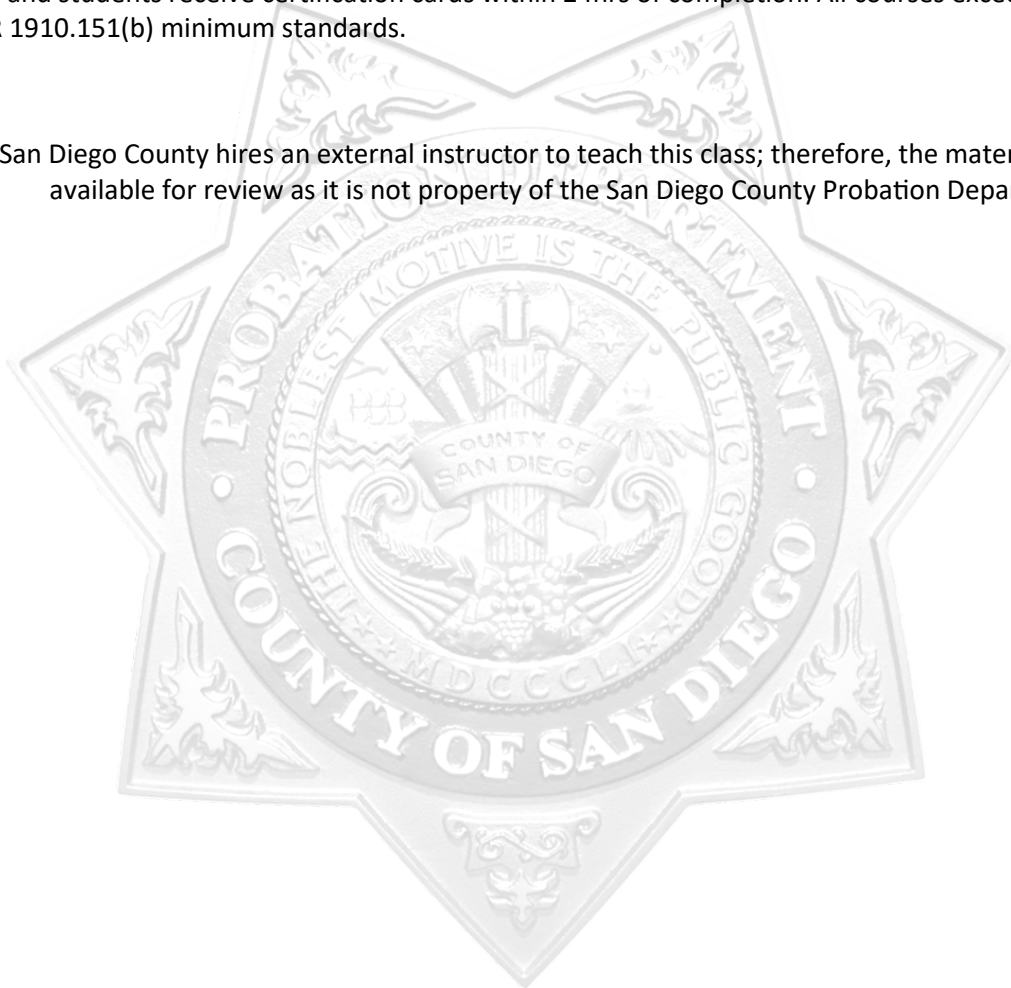 and students receive certification cards within 2 hrs of completion. All courses excee
R 1910.151(b) minimum standards.
San Diego County hires an external instructor to teach this class; therefore, the mater
available for review as it is not property of the San Diego County Probation Depar
PROBATION DEPARTMENT
THE NOBLEST MOTIVE IS THE PUBLIC GOOD
COUNTY OF
SAN DIEGO
MDCCCLI
COUNTY OF SAN DIEGO